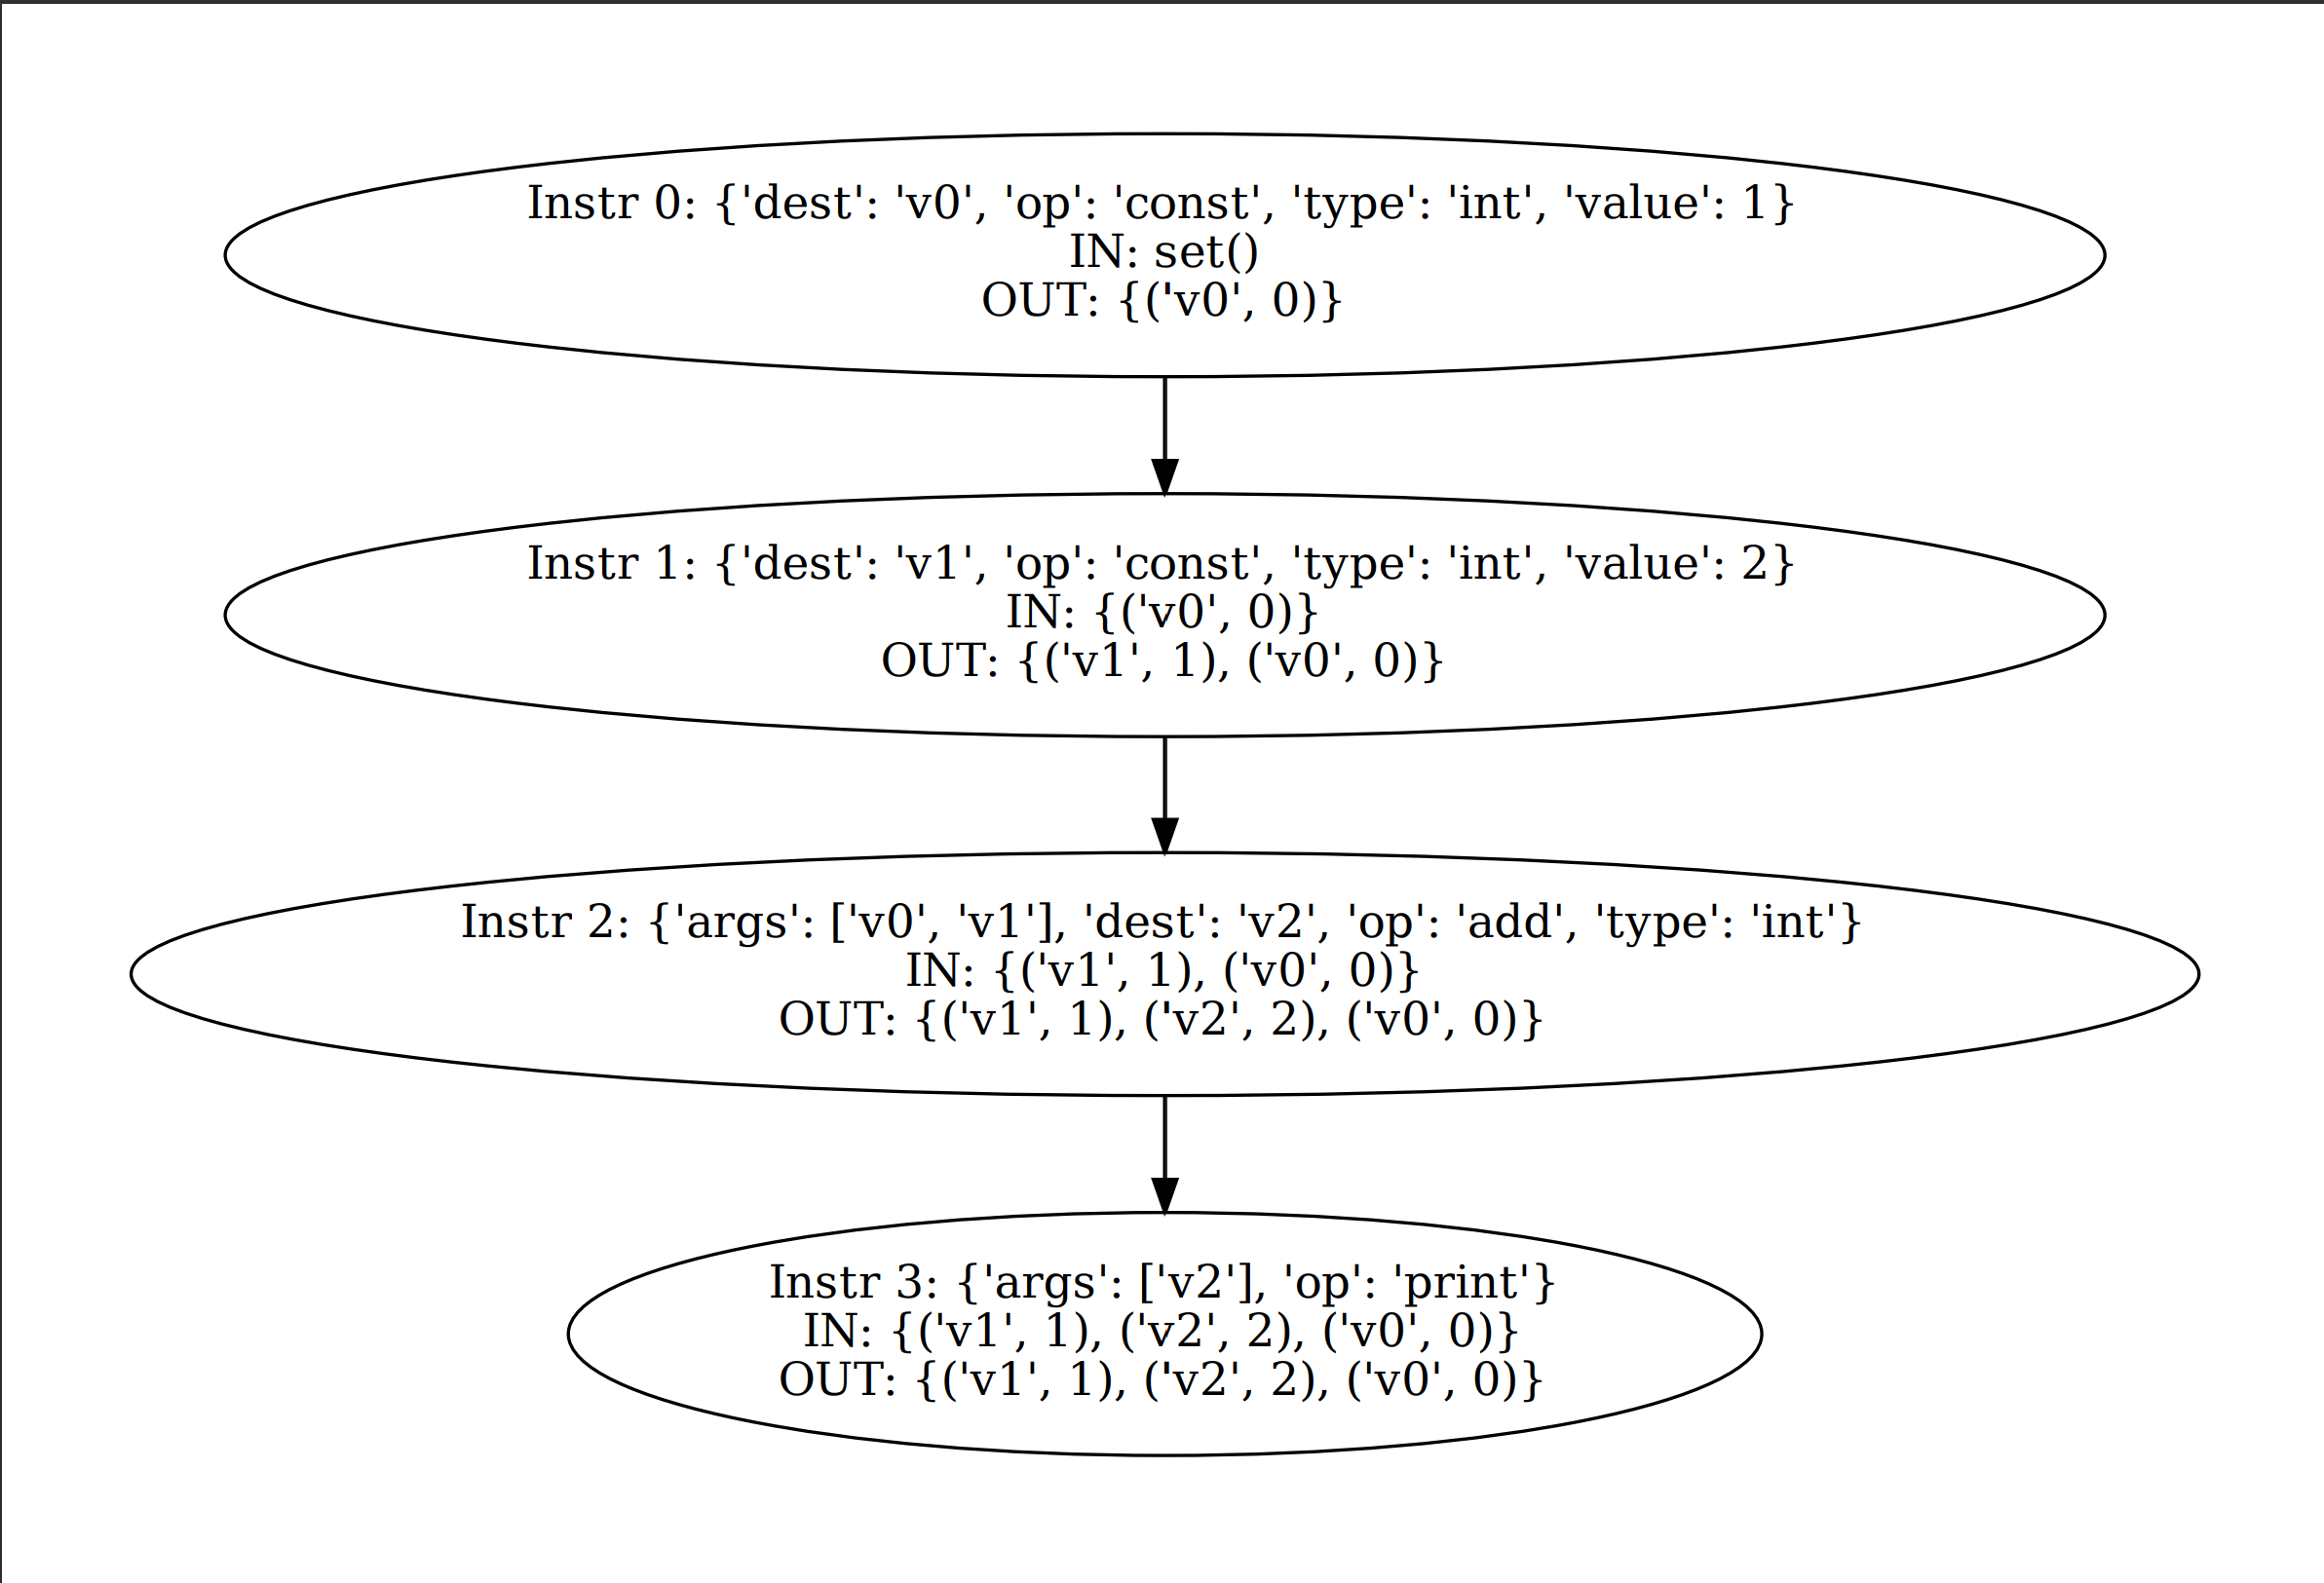 Instr 0: {'dest': 'v0', 'op': 'const', 'type': 'int', 'value': 1}
IN: set()
OUT: {('v0', 0)}
Instr 1: {'dest': 'v1', 'op': 'const', 'type': 'int', 'value': 2}
IN: {('v0', 0)}
OUT: {('v1', 1), ('v0', 0)}
Instr 2: {'args': ['v0', 'v1'], 'dest': 'v2', 'op': 'add', 'type': 'int'}
IN: {('v1', 1), ('v0', 0)}
OUT: {('v1', 1), ('v2', 2), ('v0', 0)}
Instr 3: {'args': ['v2'], 'op': 'print'}
IN: {('v1', 1), ('v2', 2), ('v0', 0)}
OUT: {('v1', 1), ('v2', 2), ('v0', 0)}